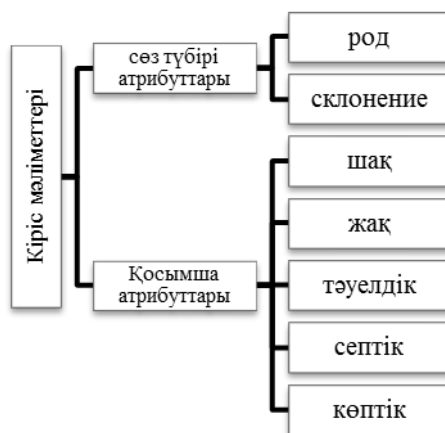 Кіріс мәліметтері
сөз түбірі
атрибуттары
род
склонение
Қосымша
атрибуттары
шақ
жақ
тәуелдік
септік
көптік